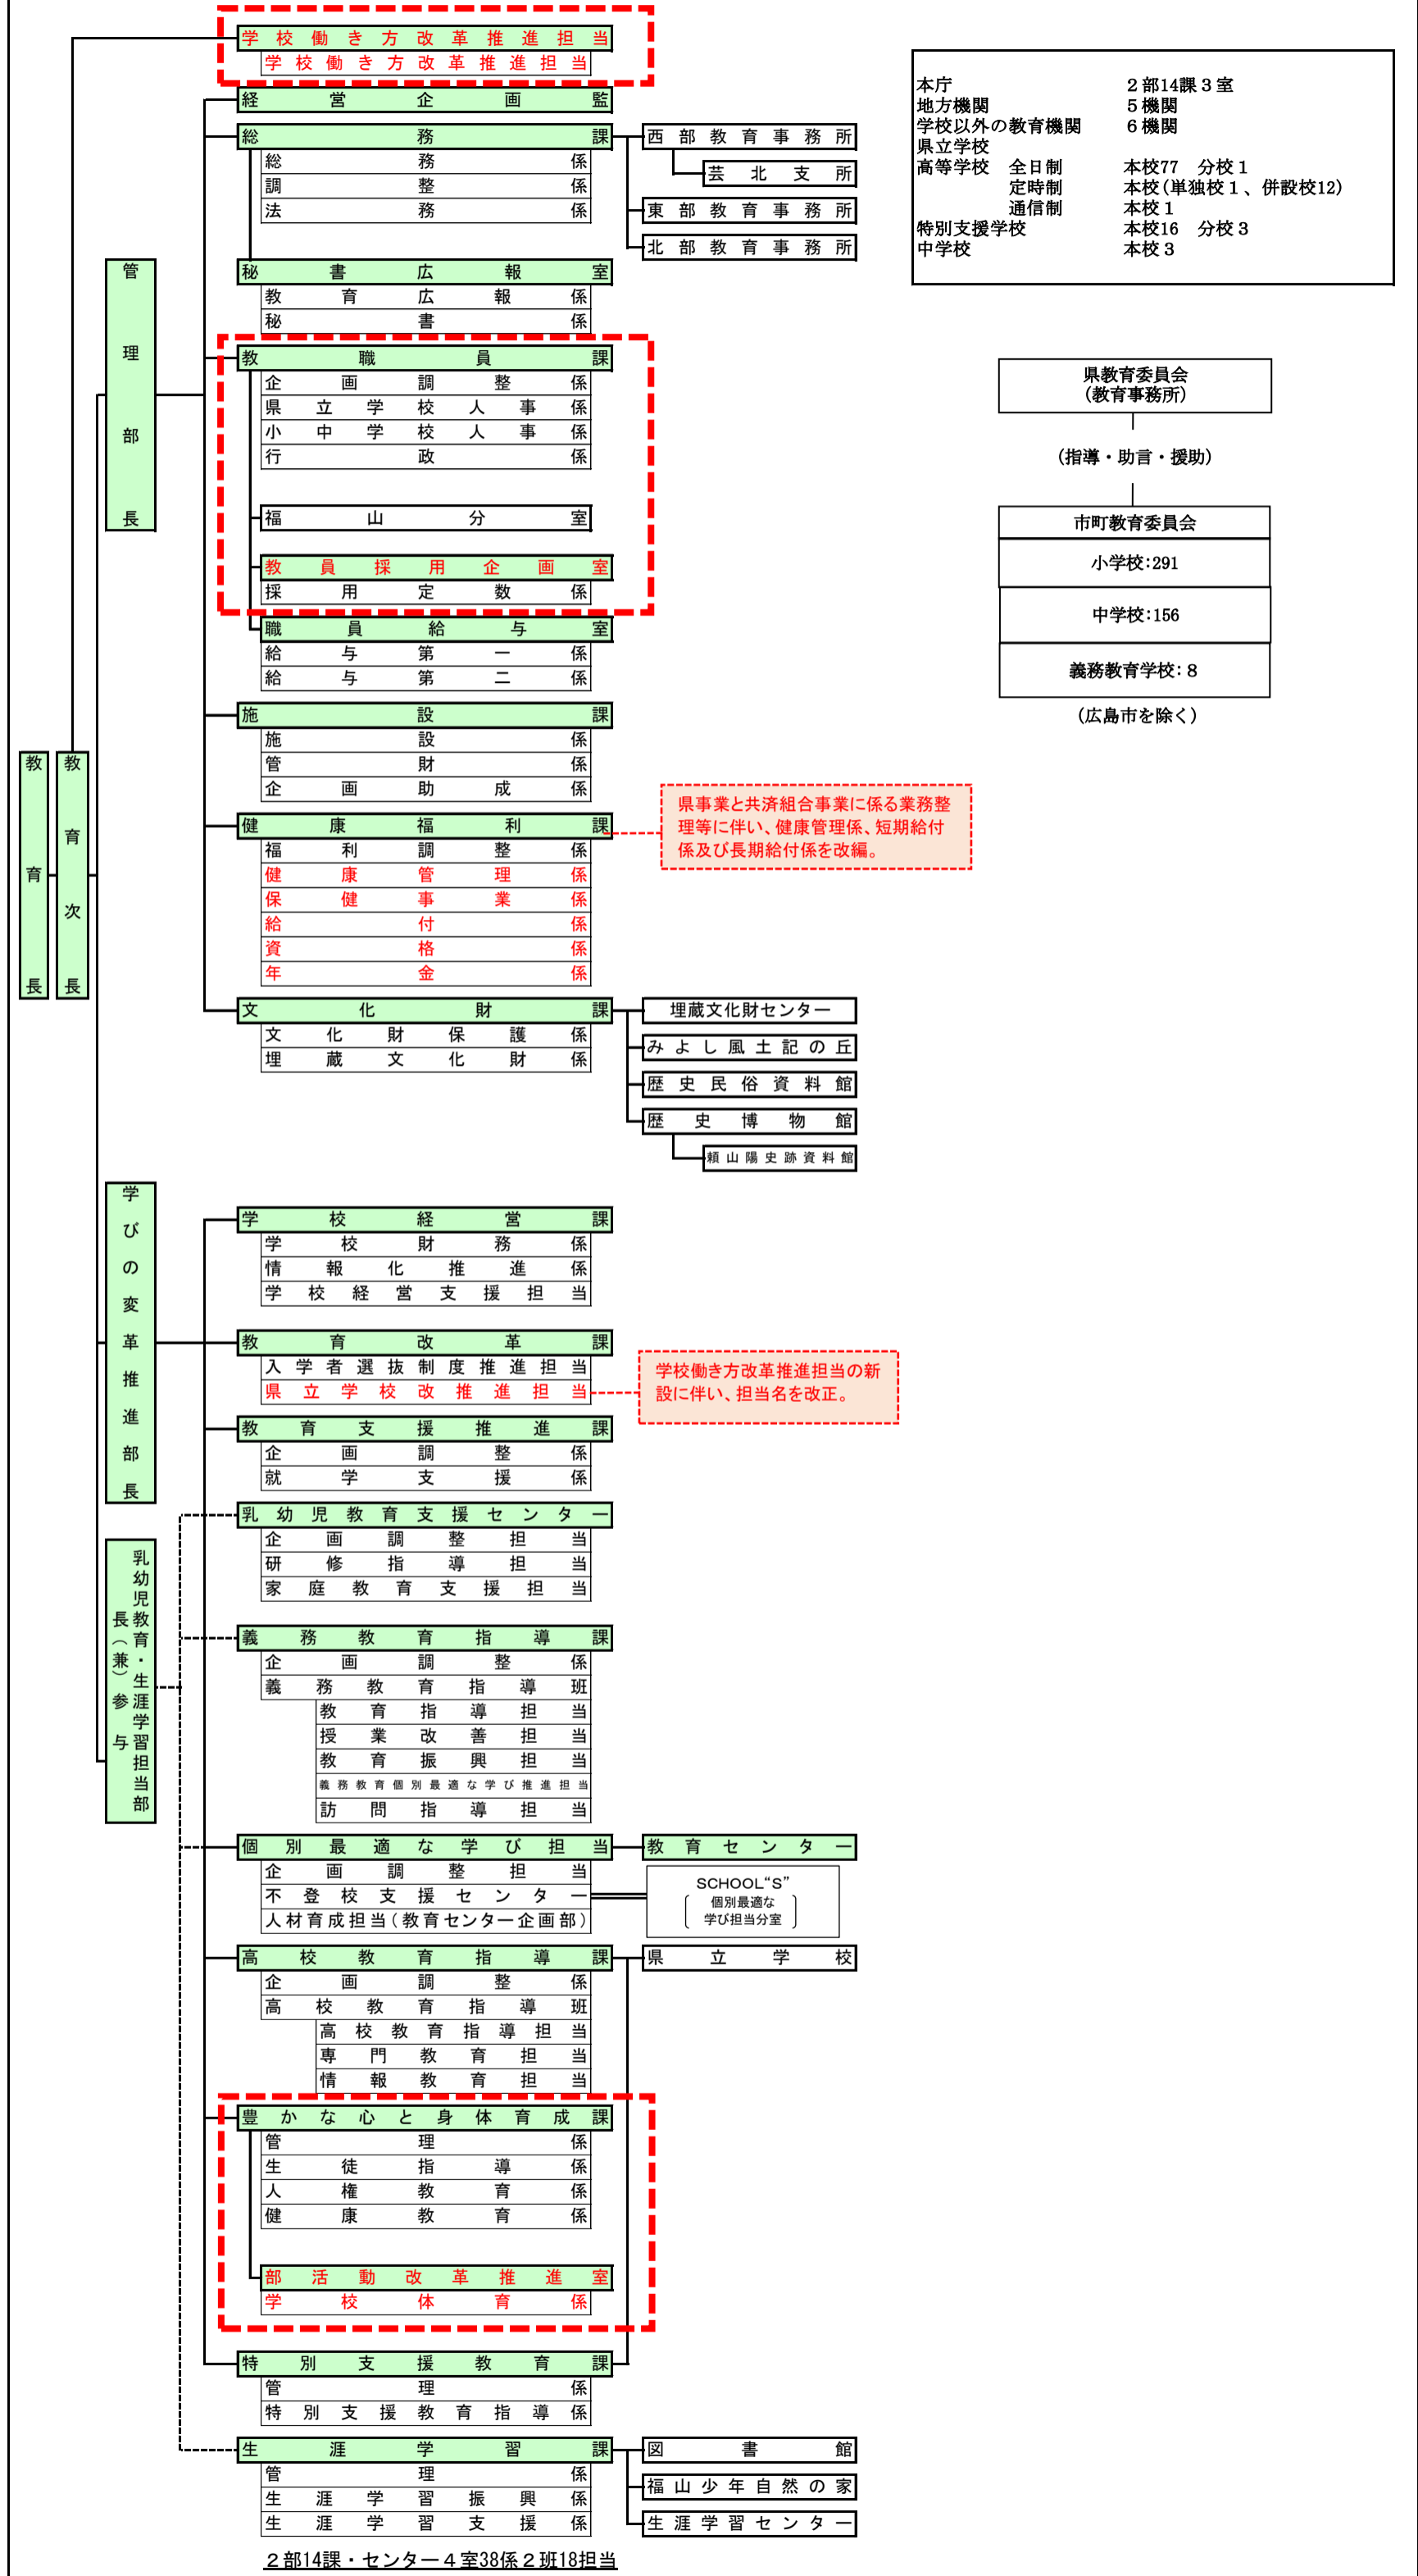 学校働き方改革推進担当
学校働き方改革推進担当
経営企画監
総務課
総務係
調整係
法務係
西部教育事務所
芸北支所
東部教育事務所
北部教育事務所
秘書広報室
教育広報係
秘書係
教職員課
企画調整係
県立学校人事係
小中学校人事係
行政係
福山分室
教員採用企画室
採用定数係
職員給与室
給与第一係
給与第二係
施設課
施設係
管財係
企画助成係
健康福利課
福利調整係
健康管理係
保健事業係
給付係
資格係
年金係
県事業と共済組合事業に係る業務整
理等に伴い、健康管理係、短期給付
係及び長期給付係を改編。
文化財課
文化財保護係
埋蔵文化財係
埋蔵文化財センター
みよし風土記の丘
歴史民俗資料館
歴史博物館
頼山陽史跡資料館
管理部長
教育長
教育次長
学びの変革推進部長
乳幼児教育・生涯学習担当部
長（兼）参与
学校経営課
学校財務係
情報化推進係
学校経営支援担当
教育改革課
入学者選抜制度推進担当
県立学校改推進担当
学校働き方改革推進担当の新
設に伴い、担当名を改正。
教育支援推進課
企画調整係
就学支援係
乳幼児教育支援センター
企画調整担当
研修指導担当
家庭教育支援担当
義務教育指導課
企画調整係
義務教育指導班
教育指導担当
授業改善担当
教育振興担当
義務教育個別最適な学び推進担当
訪問指導担当
個別最適な学び担当
企画調整担当
不登校支援センター
人材育成担当(教育センター企画部)
教育センター
SCHOOL“S”
個別最適な
学び担当分室
高校教育指導課
企画調整係
高校教育指導班
高校教育指導担当
専門教育担当
情報教育担当
県立学校
豊かな心と身体育成課
管理係
生徒指導係
人権教育係
健康教育係
部活動改革推進室
学校体育係
特別支援教育課
管理係
特別支援教育指導係
生涯学習課
管理係
生涯学習振興係
生涯学習支援係
図書館
福山少年自然の家
生涯学習センター
２部14課・センター４室38係２班18担当
本庁 ２部14課３室
地方機関 ５機関
学校以外の教育機関 ６機関
県立学校
高等学校 全日制 本校77 分校１
定時制 本校(単独校１、併設校12)
通信制 本校１
特別支援学校 本校16 分校３
中学校 本校３
県教育委員会
(教育事務所)
(指導・助言・援助)
市町教育委員会
小学校:291
中学校:156
義務教育学校:８
(広島市を除く)